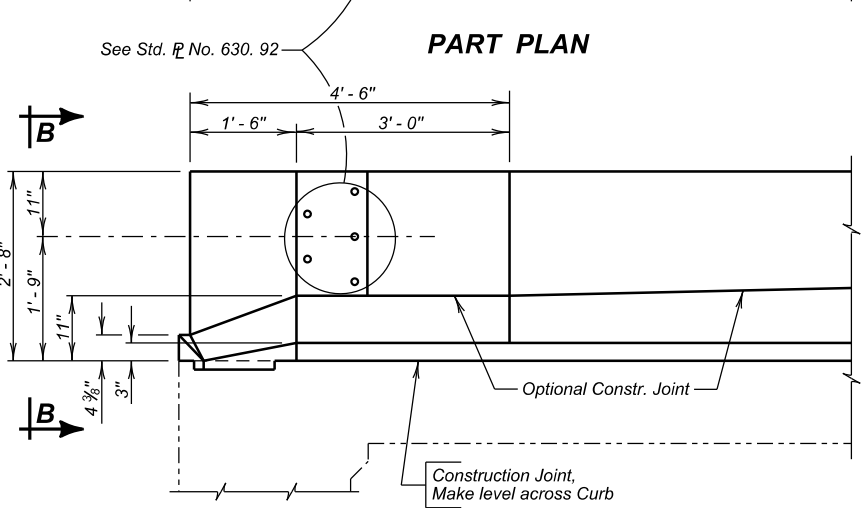 PART PLAN
See Std. ⅊ No. 630. 92
4' - 6"
1' - 6"
3' - 0"
B
11"
2' - 8"
1' - 9"
11"
4 3/8"
3"
Optional Constr. Joint
B
Construction Joint,
Make level across Curb